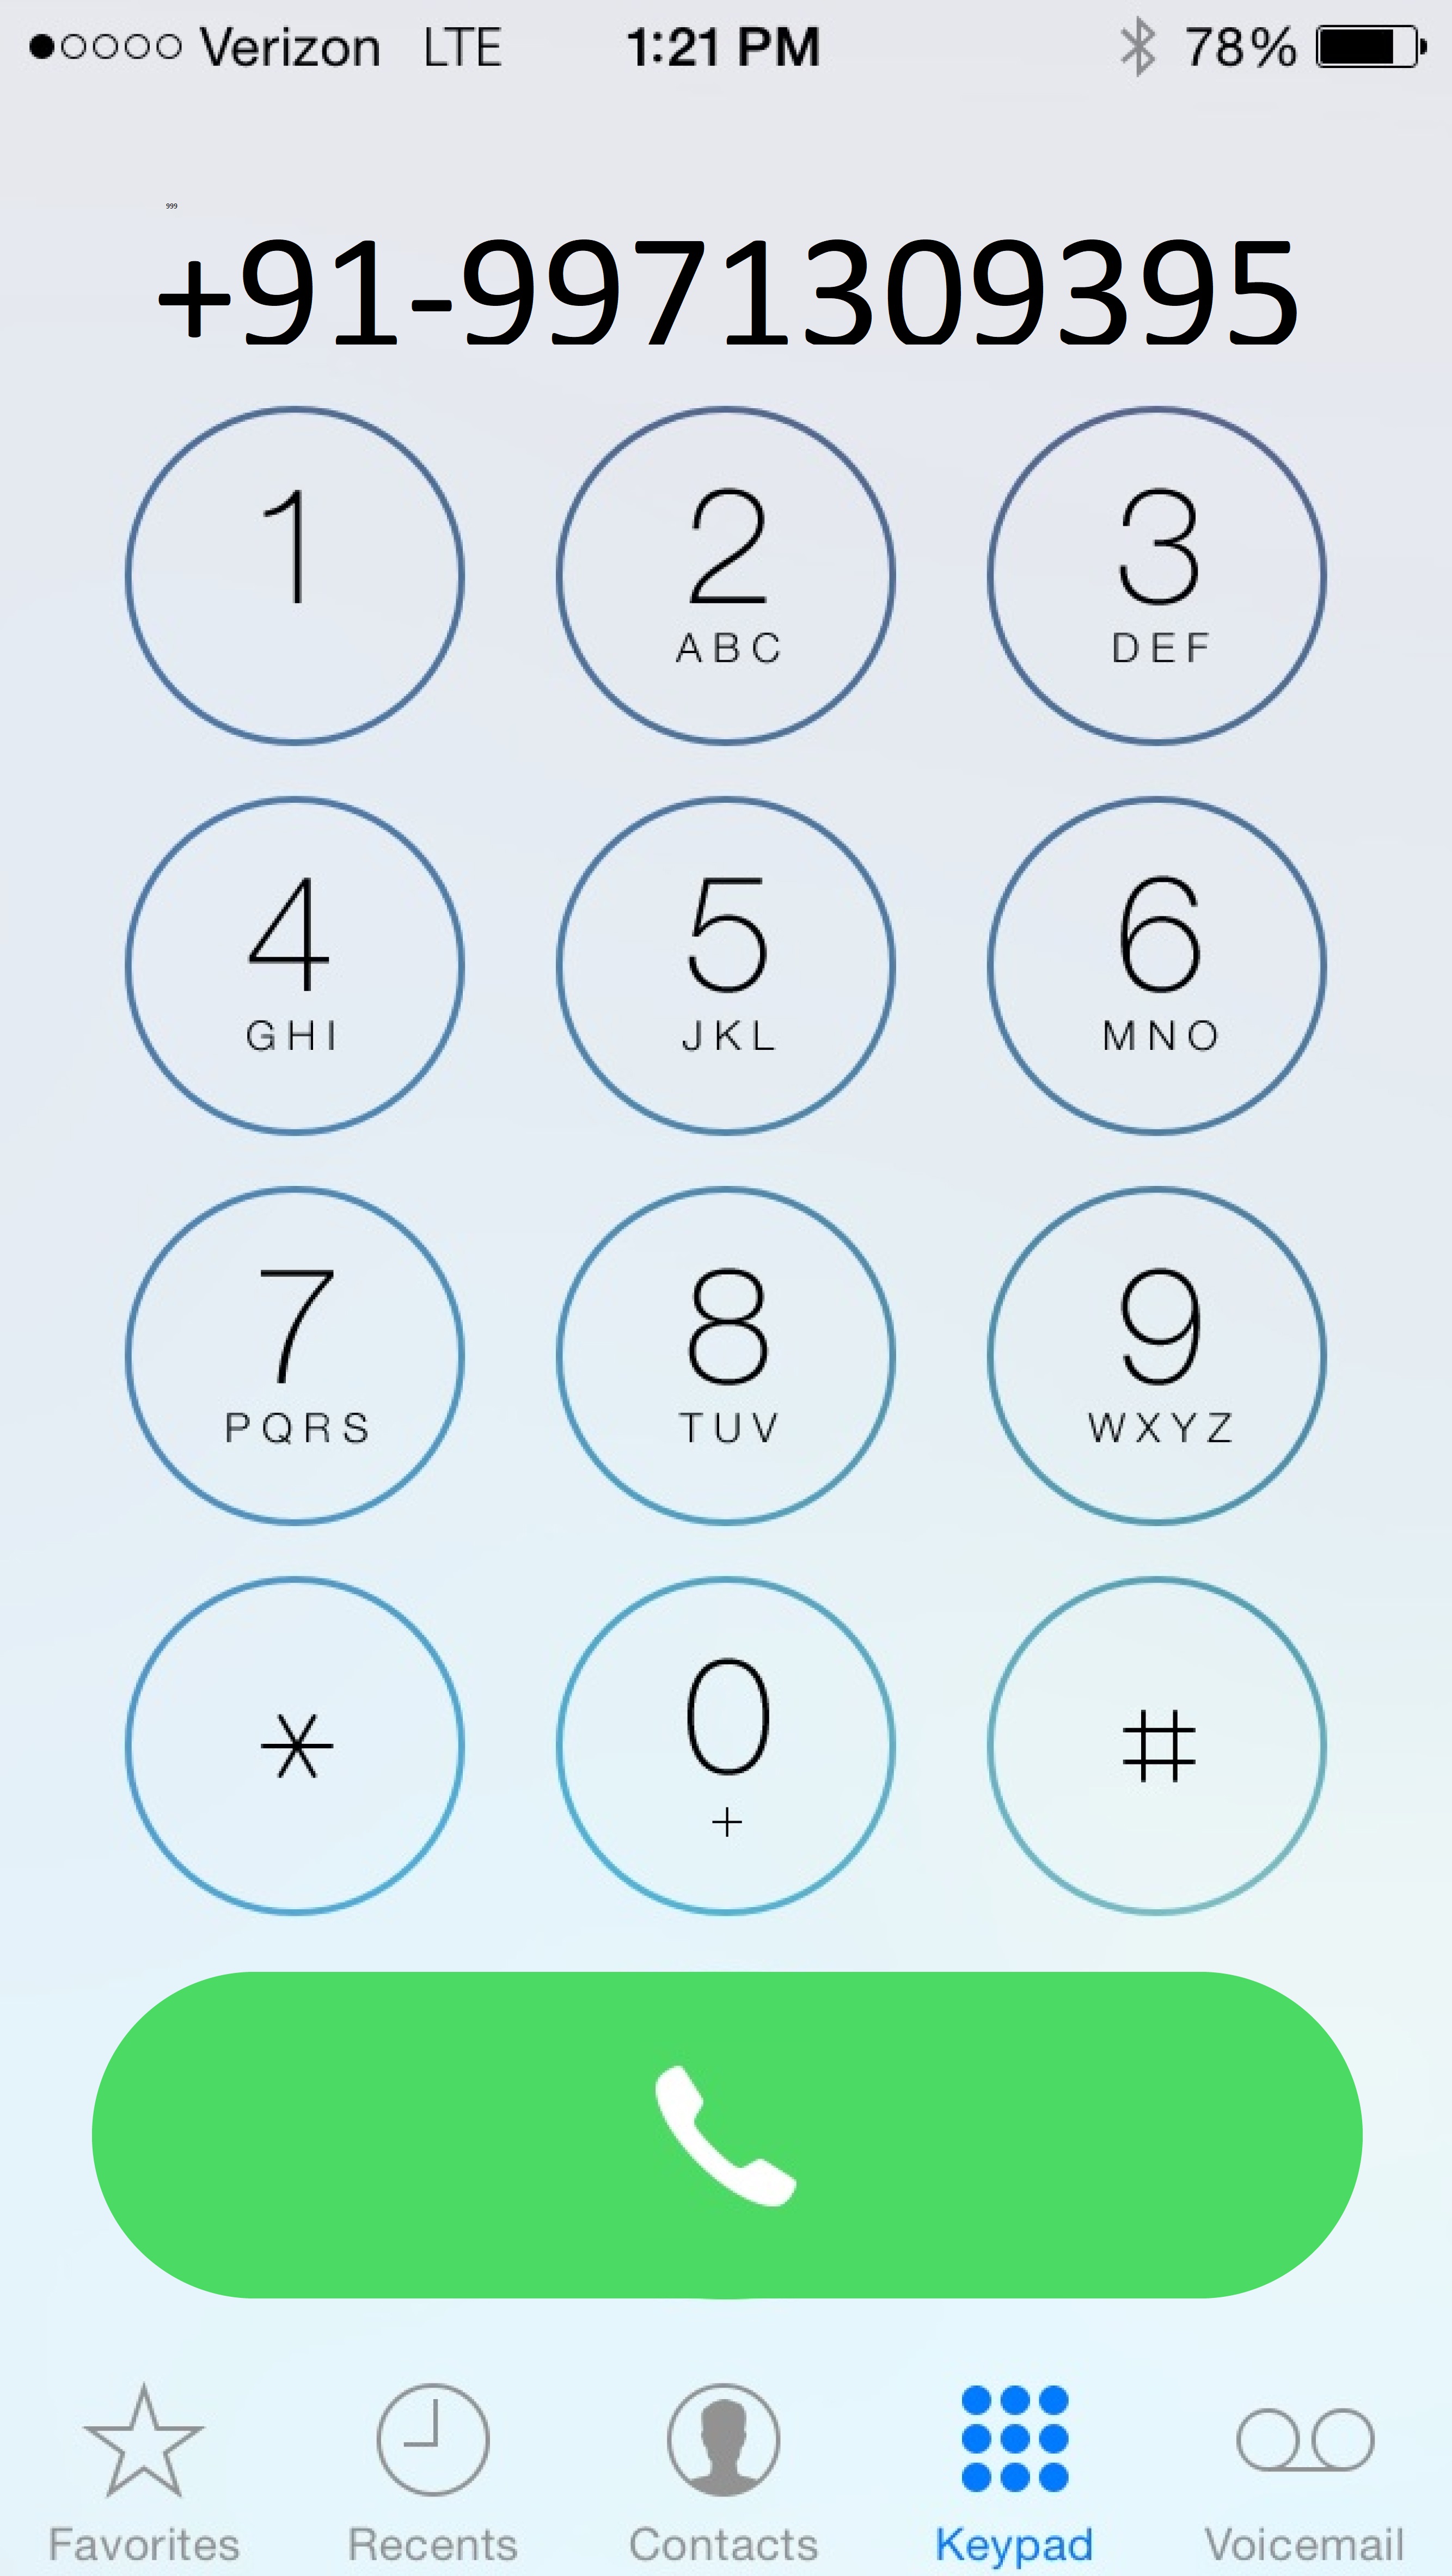 Verizon LTE 1:21 PM 78%
999
+91-9971309395
1 2 3
ABC DEF
4 5 6
GHI JKL MNO
7 8 9
PQRS TUV WXYZ
* 0 #
+
Favorites Recents Contacts Keypad Voicemail